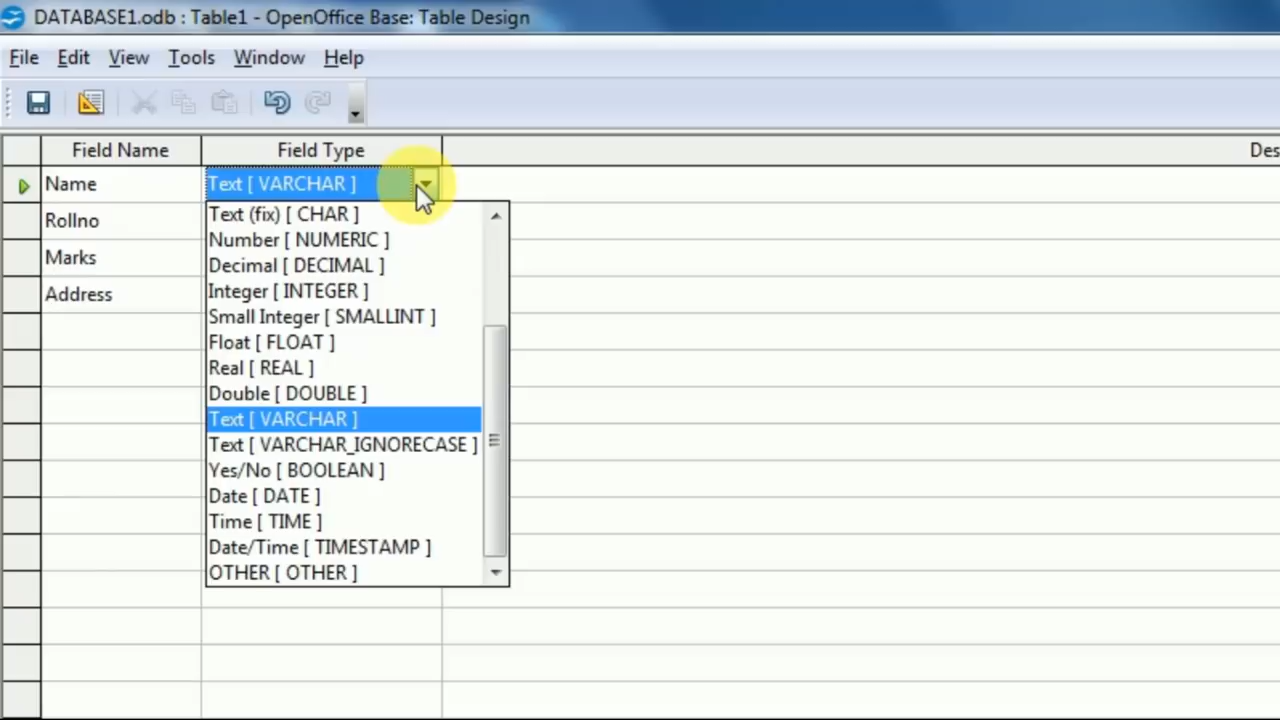 DATABASE1.odb : Table1 - OpenOffice Base: Table Design
File Edit View Tools Window Help
Field Name Field Type Des
Name Text [ VARCHAR ]
Rollno
Marks
Address
Text (fix) [ CHAR ]
Number [ NUMERIC ]
Decimal [ DECIMAL ]
Integer [ INTEGER ]
Small Integer [ SMALLINT ]
Float [ FLOAT ]
Real [ REAL ]
Double [ DOUBLE ]
Text [ VARCHAR ]
Text [ VARCHAR_IGNORECASE ]
Yes/No [ BOOLEAN ]
Date [ DATE ]
Time [ TIME ]
Date/Time [ TIMESTAMP ]
OTHER [ OTHER ]